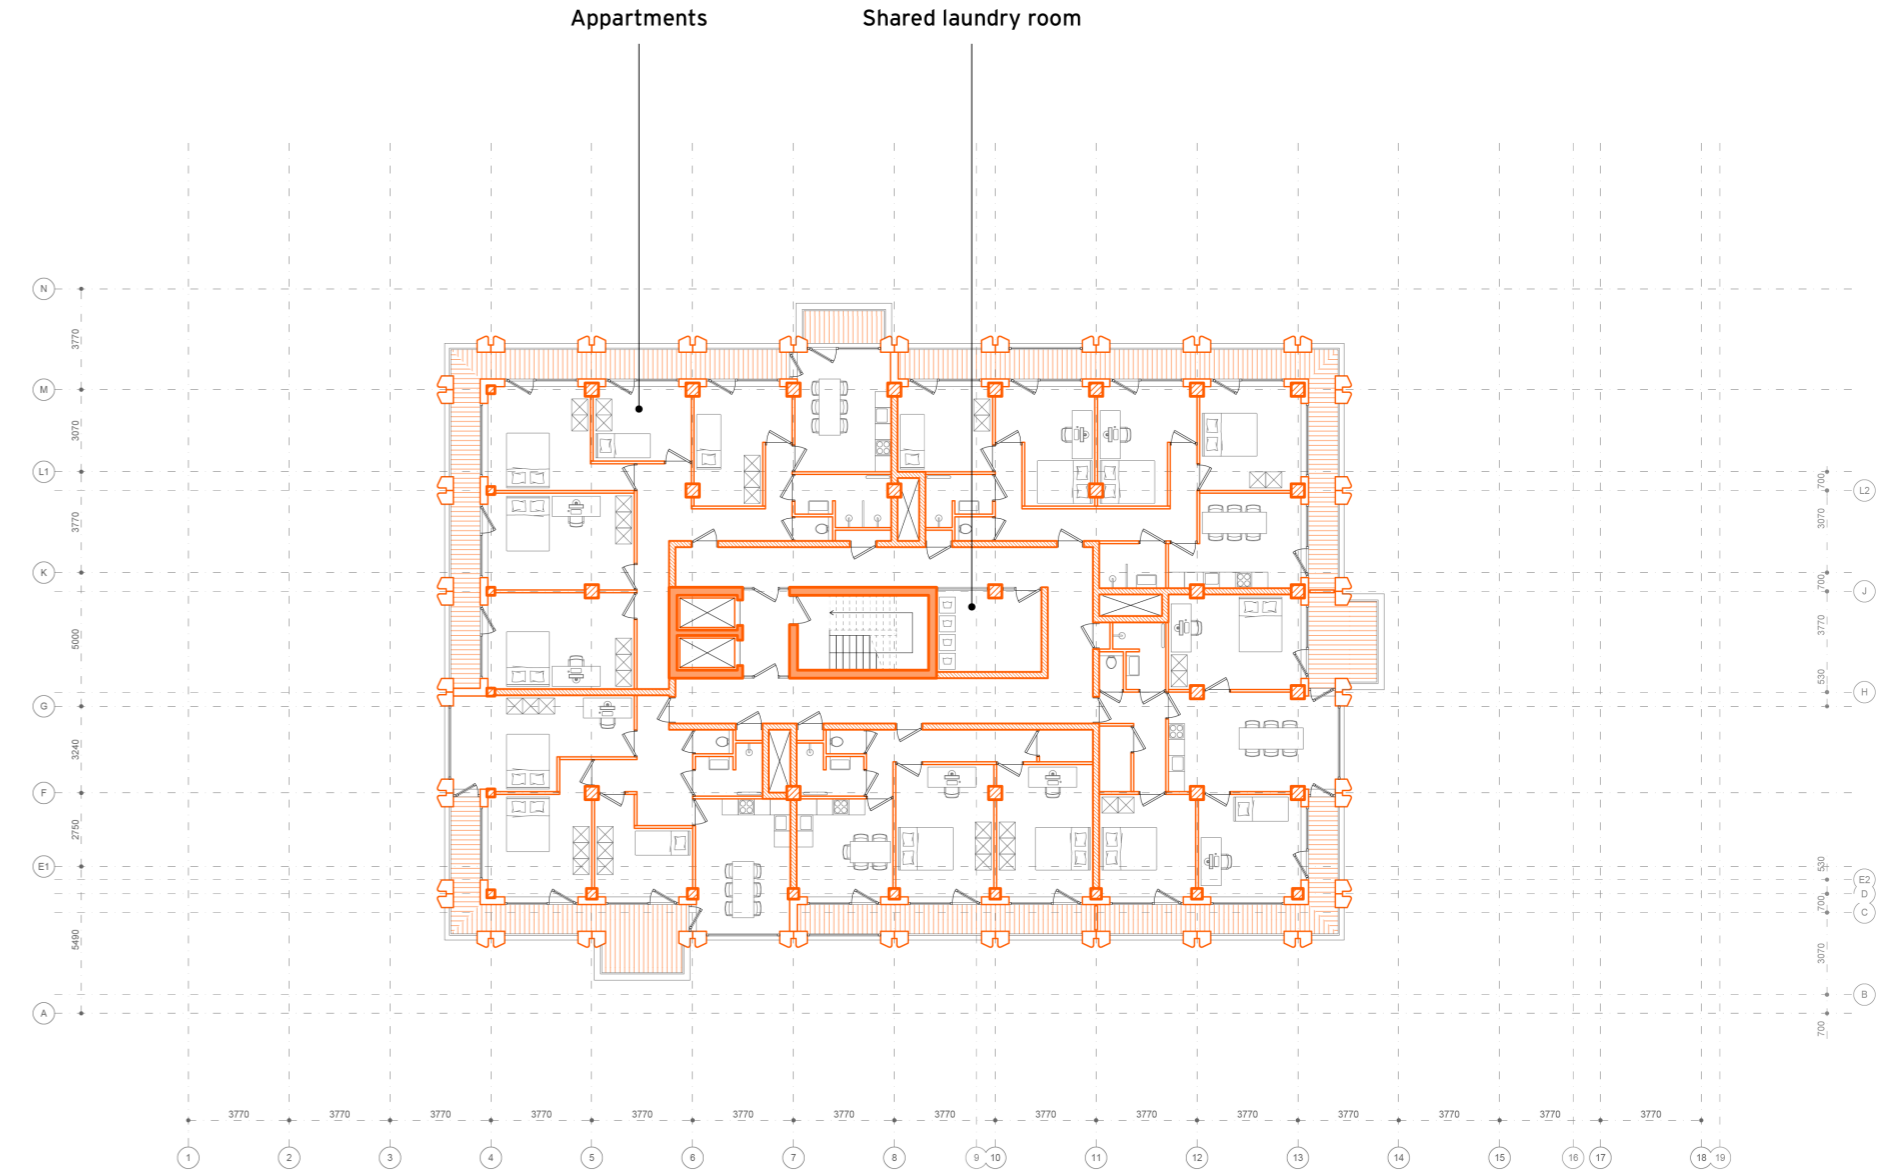 Appartments Shared laundry room
N
3770
M
3070
L1 700 L2
3770 3070
K 700 J
5000 3770
530 H
G
3240
F
2750 530
E1 E2
700 D
C
5490 3070
B
A 700
3770 3770 3770 3770 3770 3770 3770 3770 3770 3770 3770 3770 3770 3770 3770
1 2 3 4 5 6 7 8 9 10 11 12 13 14 15 16 17 18 19